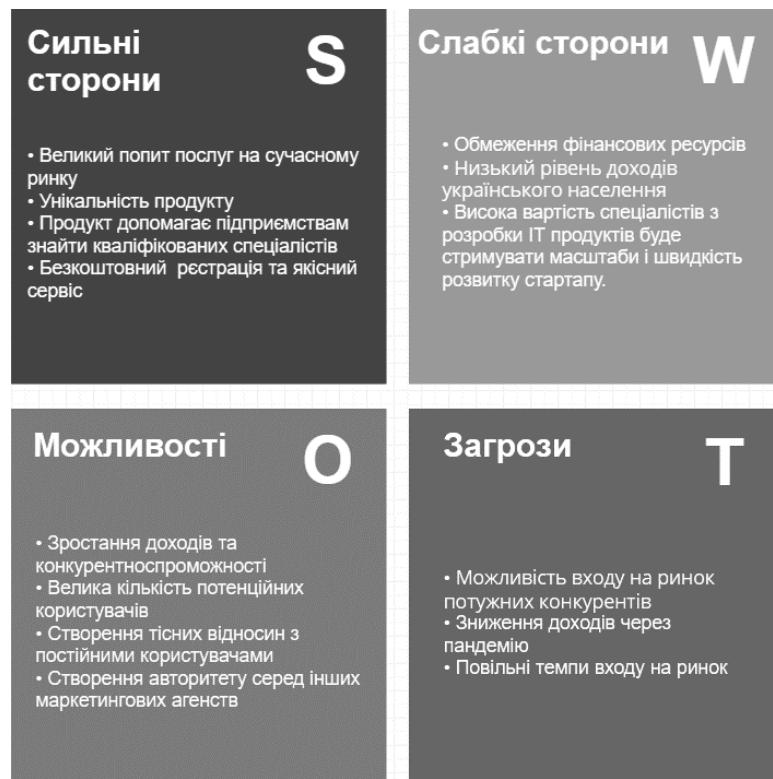 Сильні
сторони
S
• Великий попит послуг на сучасному
ринку
• Унікальність продукту
• Продукт допомагає підприємствам
знайти кваліфікованих спеціалістів
• Безкоштовний рєстрація та якісний
сервіс
Слабкі сторони
W
• Обмеження фінансових ресурсів
• Низький рівень доходів
українського населення
• Висока вартість спеціалістів з
розробки ІТ продуктів буде
стримувати масштаби і швидкість
розвитку стартапу.
Можливості
O
• Зростання доходів та
конкурентноспроможності
• Велика кількість потенційних
користувачів
• Створення тісних відносин з
постійними користувачами
• Створення авторитету серед інших
маркетингових агенств
Загрози
T
• Можливість входу на ринок
потужних конкурентів
• Зниження доходів через
пандемію
• Повільні темпи входу на ринок